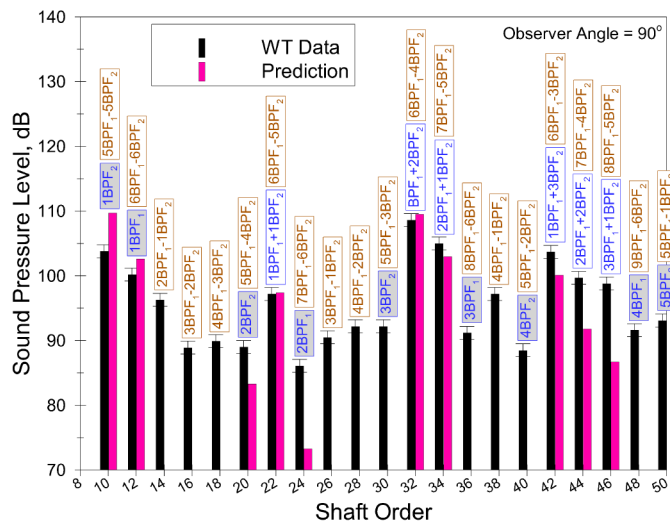 Observer Angle = 90°
WT Data
Prediction
Sound Pressure Level, dB
140
130
120
110
100
90
80
70
5BPF₁-5BPF₂
1BPF₂
6BPF₁-6BPF₂
1BPF₁
2BPF₁-1BPF₂
3BPF₁-2BPF₂
4BPF₁-3BPF₂
5BPF₁-4BPF₂
2BPF₂
6BPF₁-5BPF₂
1BPF₁+1BPF₂
7BPF₁-6BPF₂
2BPF₁
3BPF₁-1BPF₂
4BPF₁-2BPF₂
5BPF₁-3BPF₂
3BPF₂
6BPF₁-4BPF₂
BPF₁+2BPF₂
7BPF₁-5BPF₂
2BPF₁+1BPF₂
8BPF₁-6BPF₂
3BPF₁
4BPF₁-1BPF₂
5BPF₁-2BPF₂
4BPF₂
6BPF₁-3BPF₂
1BPF₁+3BPF₂
7BPF₁-4BPF₂
2BPF₁+2BPF₂
8BPF₁-5BPF₂
3BPF₁+1BPF₂
9BPF₁-6BPF₂
4BPF₁
5BPF₁-1BPF₂
5BPF₂
8 10 12 14 16 18 20 22 24 26 28 30 32 34 36 38 40 42 44 46 48 50
Shaft Order